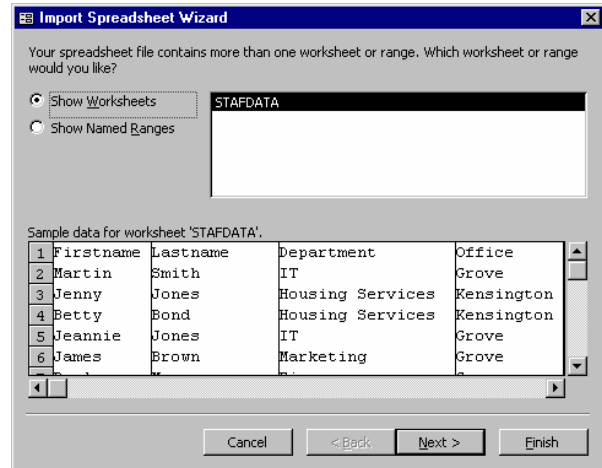 Import Spreadsheet Wizard
Your spreadsheet file contains more than one worksheet or range. Which worksheet or range
would you like?
Show Worksheets
Show Named Ranges
STAFDATA
Sample data for worksheet 'STAFDATA'.
1 Firstname Lastname Department Office
2 Martin Smith IT Grove
3 Jenny Jones Housing Services Kensington
4 Betty Bond Housing Services Kensington
5 Jeannie Jones IT Grove
6 James Brown Marketing Grove
Cancel < Back Next > Finish